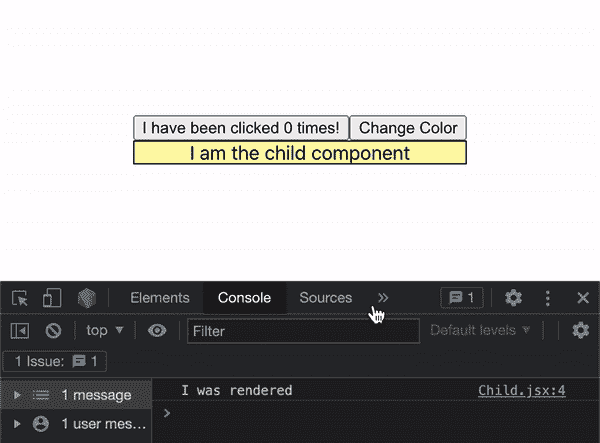 I have been clicked 0 times! Change Color
I am the child component
Elements Console Sources » 1
top ▼ Filter Default levels ▼
1 Issue: 1
1 message I was rendered Child.jsx:4
1 user mes… >